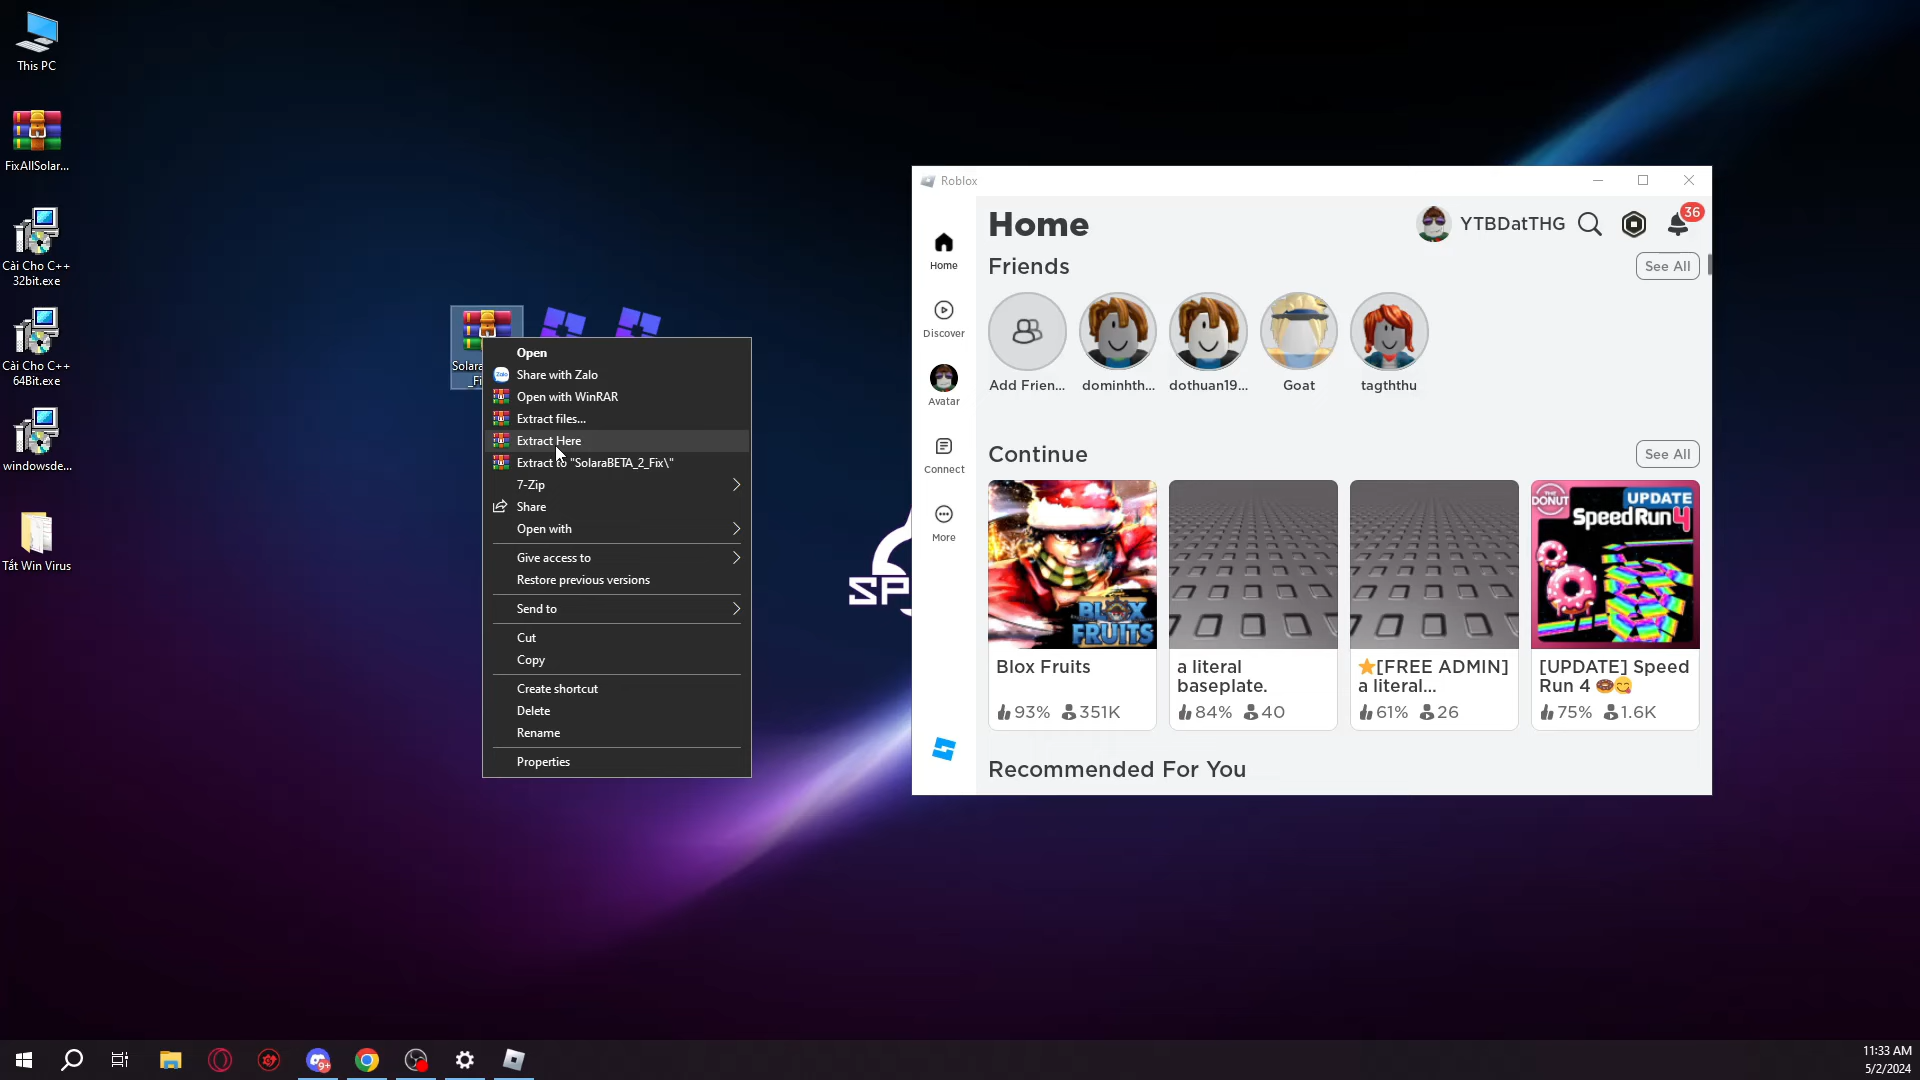 This PC
FixAllSolar...
Cài Cho C++
32bit.exe
Cài Cho C++
64Bit.exe
windowsde...
Tắt Win Virus
Solara
_Fi
Open
Share with Zalo
Open with WinRAR
Extract files...
Extract Here
Extract to "SolaraBETA_2_Fix\"
7-Zip
Share
Open with
Give access to
Restore previous versions
Send to
Cut
Copy
Create shortcut
Delete
Rename
Properties
SP
Roblox
Home
YTBDatTHG
36
Home
Discover
Avatar
Connect
More
Friends
See All
Add Frien...
dominhth...
dothuan19...
Goat
tagththu
Continue
See All
BLOX
FRUITS
THE
DONUT
UPDATE
SpeedRun4
Blox Fruits
93% 351K
a literal
baseplate.
84% 40
⭐[FREE ADMIN]
a literal...
61% 26
[UPDATE] Speed
Run 4 🍩😋
75% 1.6K
Recommended For You
9+
11:33 AM
5/2/2024